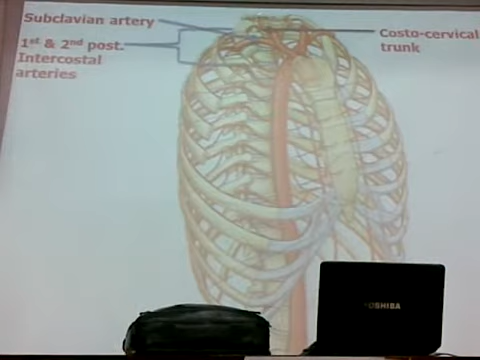 Subclavian artery
1st & 2nd post.
Intercostal
arteries
Costo-cervical
trunk
TOSHIBA